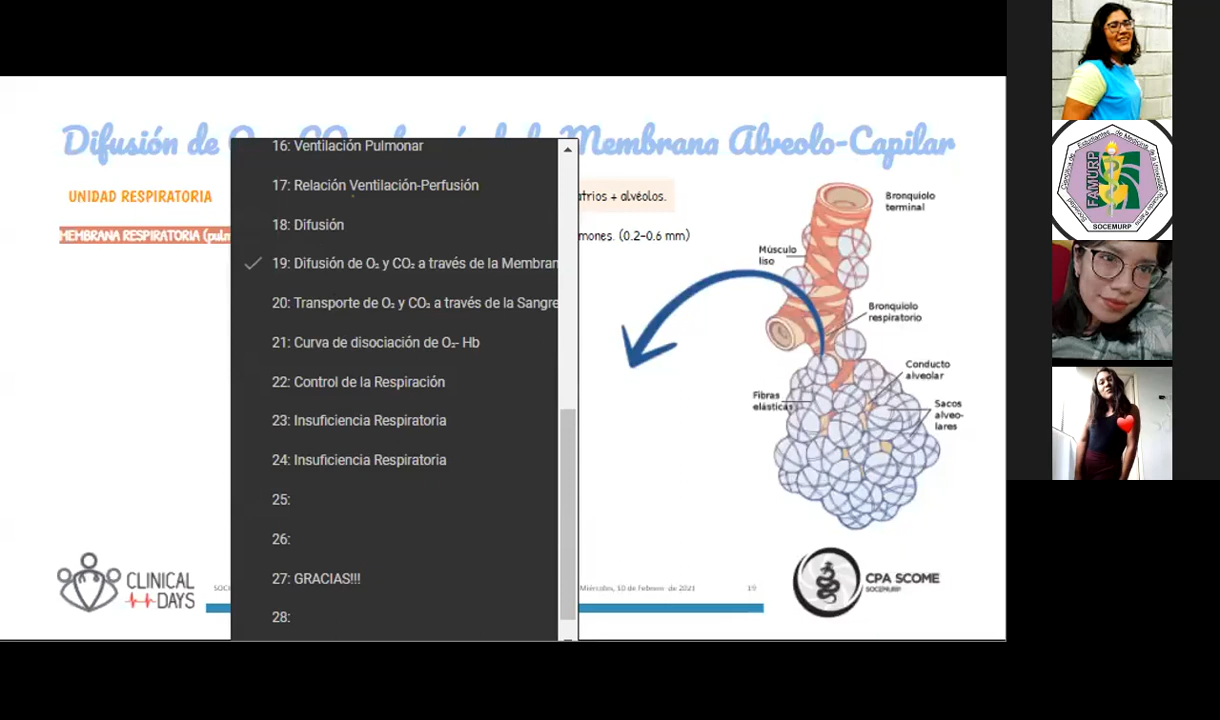 Difusión de
Membrana Alveolo-Capilar
UNIDAD RESPIRATORIA
+ alvéolos.
MEMBRANA RESPIRATORIA
(0.2-0.6 mm)
16: Ventilación Pulmonar
17: Relación Ventilación-Perfusión
18: Difusión
19: Difusión de O₂ y CO₂ a través de la Membran
20: Transporte de O₂ y CO₂ a través de la Sangre
21: Curva de disociación de O₂- Hb
22: Control de la Respiración
23: Insuficiencia Respiratoria
24: Insuficiencia Respiratoria
25:
26:
27: GRACIAS!!!
28:
Bronquiolo
terminal
Músculo
liso
Bronquiolo
respiratorio
Conducto
alveolar
Fibras
elásticas
Sacos
alveo-
lares
CLINICAL
DAYS
Miércoles, 10 de Febrero de 2021
19
CPA SCOME
SOCEMURP
FAMURP
SOCEMURP